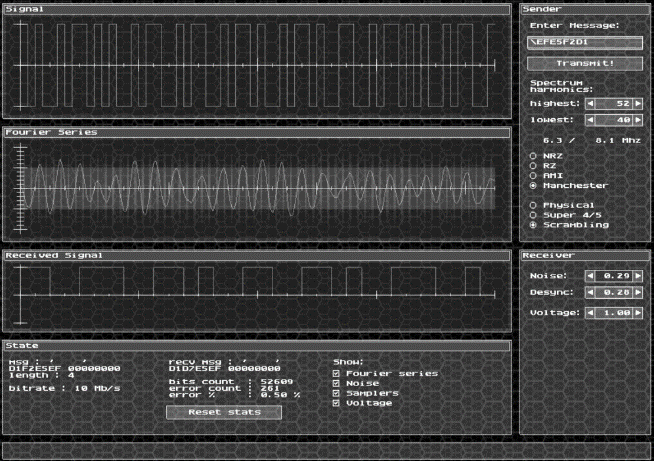 Signal
Fourier Series
Received Signal
State
msg : ' '
D1F2E5EF 00000000
length : 4
bitrate : 10 Mb/s
recv msg : ' '
D1D7E5EF 00000000
bits count : 52609
error count : 261
error % : 0.50 %
Reset stats
Show:
Fourier series
Noise
Samplers
Voltage
Sender
Enter Message:
\EFE5F2D1
Transmit!
Spectrum
harmonics:
highest: 52
lowest: 40
6.3 / 8.1 Mhz
NRZ
RZ
AMI
Manchester
Physical
Super 4/5
Scrambling
Receiver
Noise: 0.29
Desync: 0.28
Voltage: 1.00